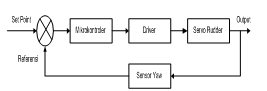 Set Point
Output
Mikrokontroler
Driver
Servo Rudder
Referensi
Sensor Yaw